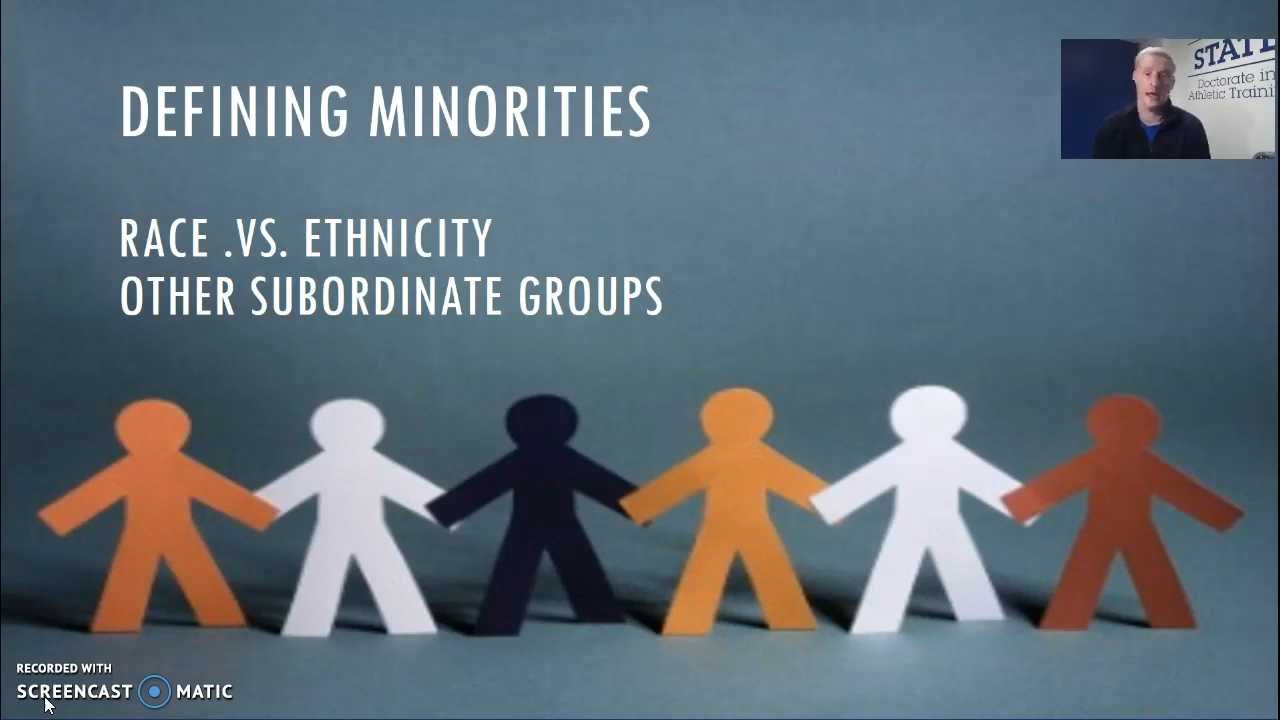 DEFINING MINORITIES
RACE .VS. ETHNICITY
OTHER SUBORDINATE GROUPS
STATE
Doctorate in
Athletic Traini
RECORDED WITH
SCREENCAST MATIC